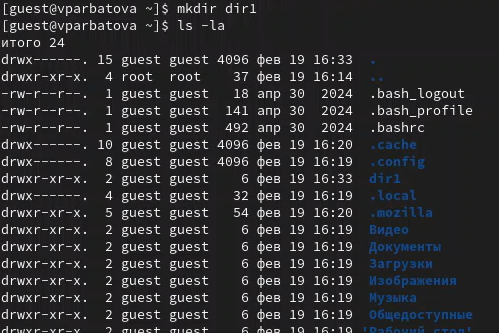 [guest@vparbatova ~]$ mkdir dir1
[guest@vparbatova ~]$ ls -la
итого 24
drwx------. 15 guest guest 4096 фев 19 16:33 .
drwxr-xr-x. 4 root root 37 фев 19 16:14 ..
-rw-r--r--. 1 guest guest 18 апр 30 2024 .bash_logout
-rw-r--r--. 1 guest guest 141 апр 30 2024 .bash_profile
-rw-r--r--. 1 guest guest 492 апр 30 2024 .bashrc
drwx------. 10 guest guest 4096 фев 19 16:20 .cache
drwx------. 8 guest guest 4096 фев 19 16:19 .config
drwxr-xr-x. 2 guest guest 6 фев 19 16:33 dir1
drwx------. 4 guest guest 32 фев 19 16:19 .local
drwxr-xr-x. 5 guest guest 54 фев 19 16:20 .mozilla
drwxr-xr-x. 2 guest guest 6 фев 19 16:19 Видео
drwxr-xr-x. 2 guest guest 6 фев 19 16:19 Документы
drwxr-xr-x. 2 guest guest 6 фев 19 16:19 Загрузки
drwxr-xr-x. 2 guest guest 6 фев 19 16:19 Изображения
drwxr-xr-x. 2 guest guest 6 фев 19 16:19 Музыка
drwxr-xr-x. 2 guest guest 6 фев 19 16:19 Общедоступные
drwxr-xr-x. 2 guest guest 6 фев 19 16:19 'Рабочий стол'